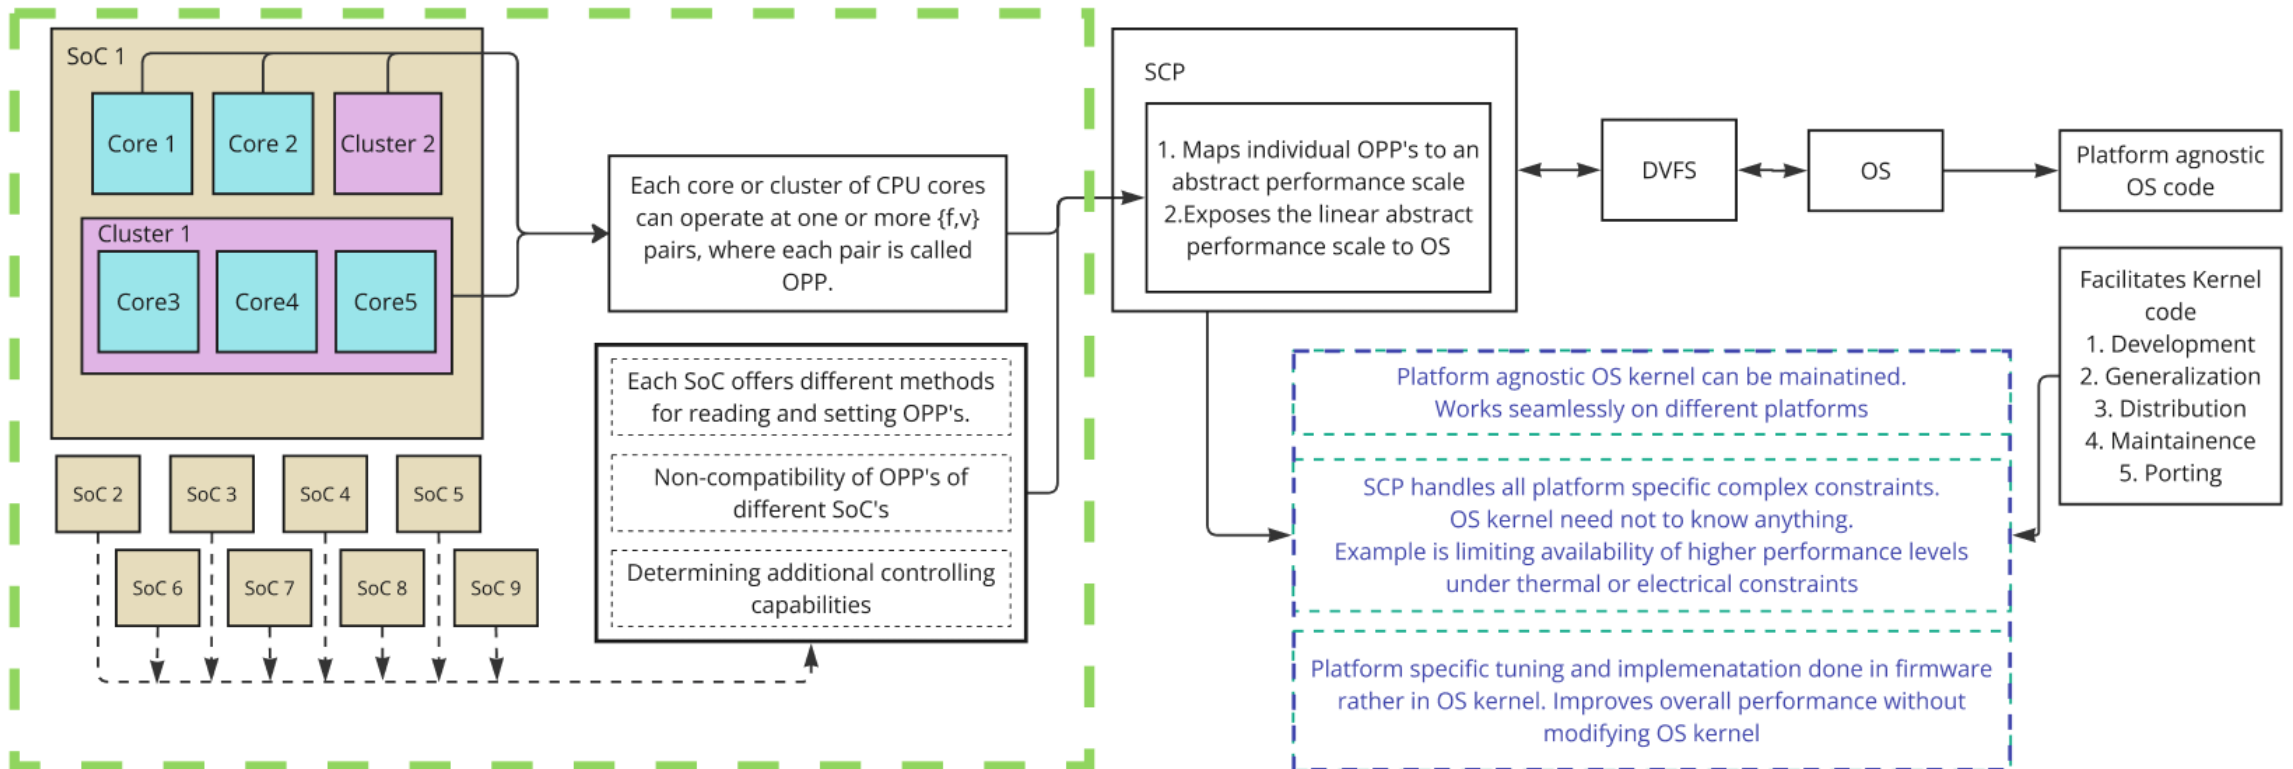 SoC 1
Core 1
Core 2
Cluster 2
Cluster 1
Core3
Core4
Core5
SoC 2
SoC 3
SoC 4
SoC 5
SoC 6
SoC 7
SoC 8
SoC 9
Each core or cluster of CPU cores
can operate at one or more {f,v}
pairs, where each pair is called
OPP.
Each SoC offers different methods
for reading and setting OPP's.
Non-compatibility of OPP's of
different SoC's
Determining additional controlling
capabilities
SCP
1. Maps individual OPP's to an
abstract performance scale
2.Exposes the linear abstract
performance scale to OS
DVFS
OS
Platform agnostic
OS code
Facilitates Kernel
code
1. Development
2. Generalization
3. Distribution
4. Maintainence
5. Porting
Platform agnostic OS kernel can be mainatined.
Works seamlessly on different platforms
SCP handles all platform specific complex constraints.
OS kernel need not to know anything.
Example is limiting availability of higher performance levels
under thermal or electrical constraints
Platform specific tuning and implemenatation done in firmware
rather in OS kernel. Improves overall performance without
modifying OS kernel